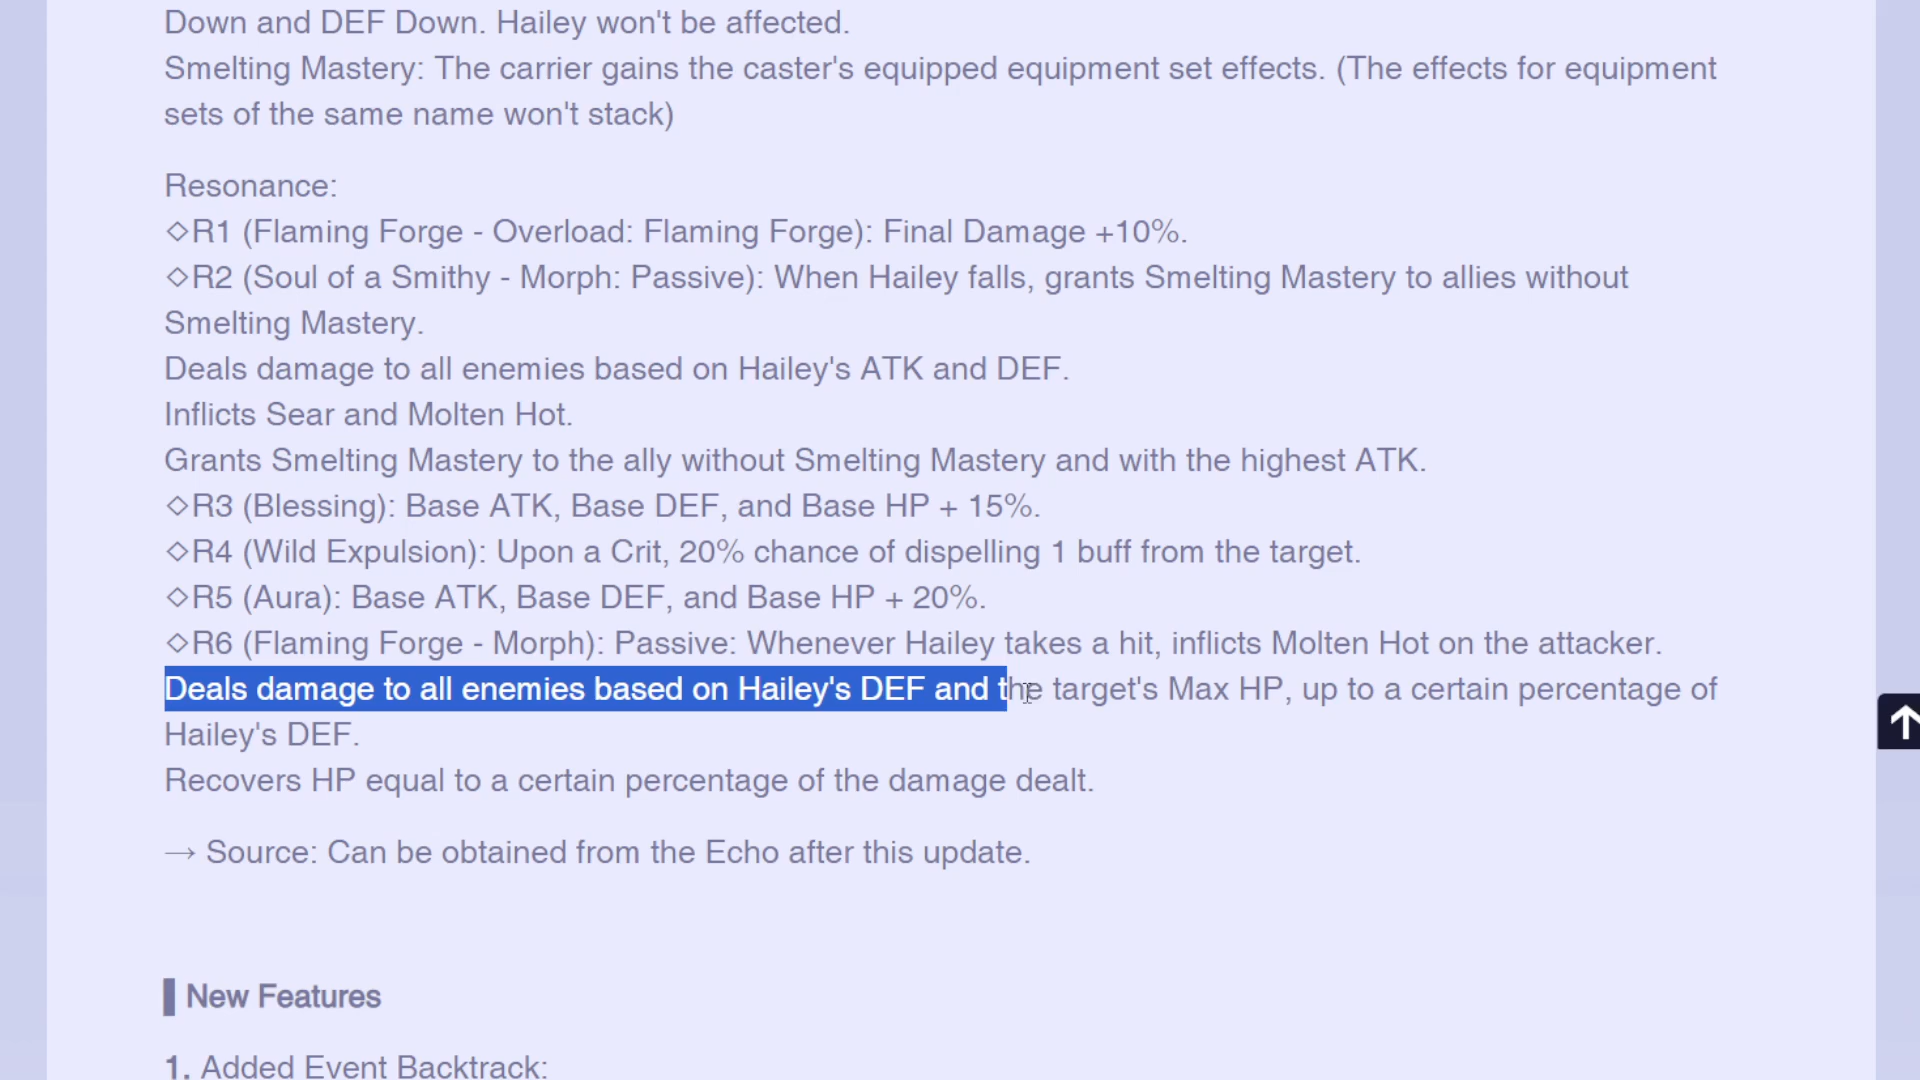 Down and DEF Down. Hailey won't be affected.
Smelting Mastery: The carrier gains the caster's equipped equipment set effects. (The effects for equipment
sets of the same name won't stack)
Resonance:
◇R1 (Flaming Forge - Overload: Flaming Forge): Final Damage +10%.
◇R2 (Soul of a Smithy - Morph: Passive): When Hailey falls, grants Smelting Mastery to allies without
Smelting Mastery.
Deals damage to all enemies based on Hailey's ATK and DEF.
Inflicts Sear and Molten Hot.
Grants Smelting Mastery to the ally without Smelting Mastery and with the highest ATK.
◇R3 (Blessing): Base ATK, Base DEF, and Base HP + 15%.
◇R4 (Wild Expulsion): Upon a Crit, 20% chance of dispelling 1 buff from the target.
◇R5 (Aura): Base ATK, Base DEF, and Base HP + 20%.
◇R6 (Flaming Forge - Morph): Passive: Whenever Hailey takes a hit, inflicts Molten Hot on the attacker.
Deals damage to all enemies based on Hailey's DEF and the target's Max HP, up to a certain percentage of
Hailey's DEF.
Recovers HP equal to a certain percentage of the damage dealt.
→ Source: Can be obtained from the Echo after this update.
▌New Features
1. Added Event Backtrack: